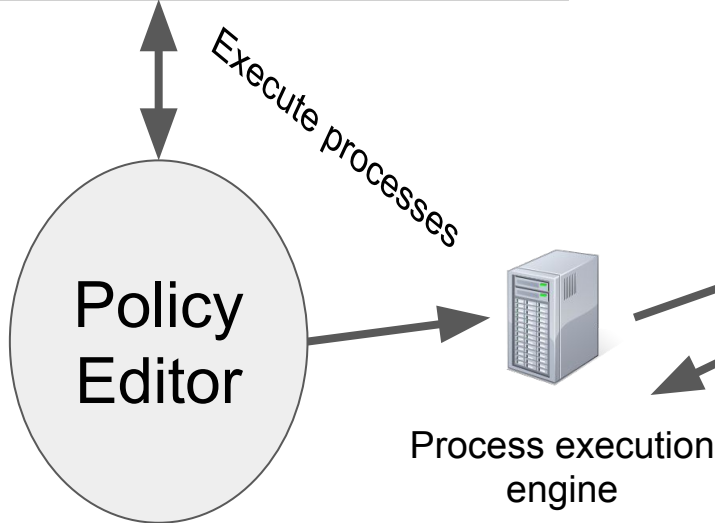 Execute processes
Policy
Editor
Process execution
engine